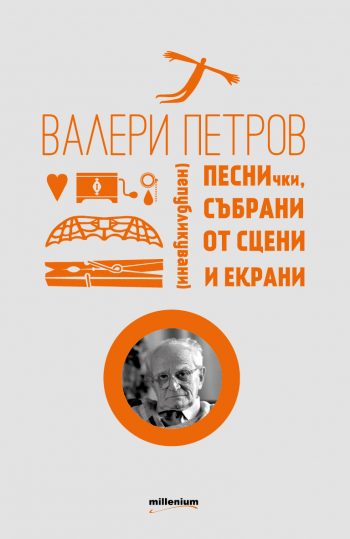 ВАЛЕРИ ПЕТРОВ
(непубликувани)
ПЕСНИчки,
СЪБРАНИ
ОТ СЦЕНИ
И ЕКРАНИ
millenium